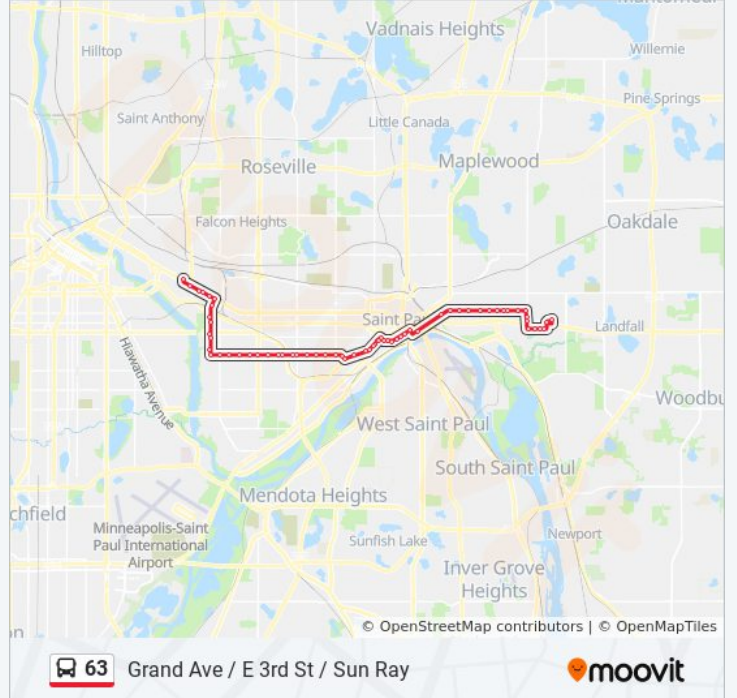 Vadnais Heights
Hilltop
Willernie
Pine Springs
Saint Anthony
Little Canada
Roseville
Maplewood
Falcon Heights
Oakdale
Saint Pa
Landfall
Hiawatha Avenue
Woodbu
West Saint Paul
South Saint Paul
Mendota Heights
chfield
Minneapolis-Saint
Paul International
Airport
Sunfish Lake
Newport
Inver Grove
Heights
on
© OpenStreetMap contributors | © OpenMapTiles
63 Grand Ave / E 3rd St / Sun Ray
moovit